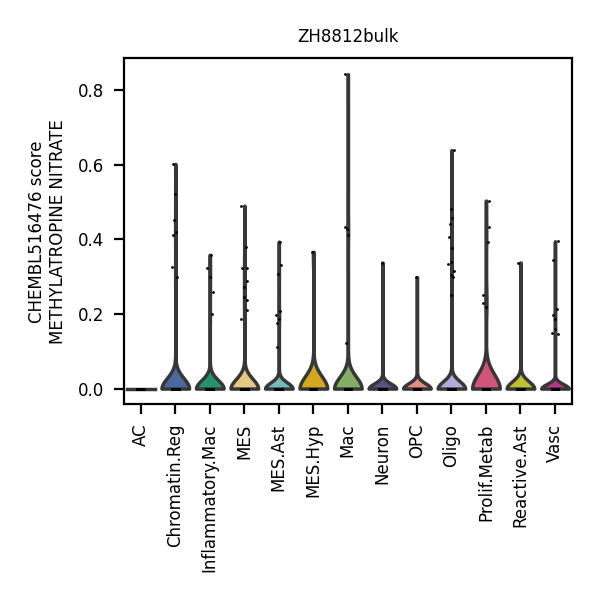 ZH8812bulk
CHEMBL516476 score
METHYLATROPINE NITRATE
0.8
0.6
0.4
0.2
0.0
AC
Chromatin.Reg
Inflammatory.Mac
MES
MES.Ast
MES.Hyp
Mac
Neuron
OPC
Oligo
Prolif.Metab
Reactive.Ast
Vasc